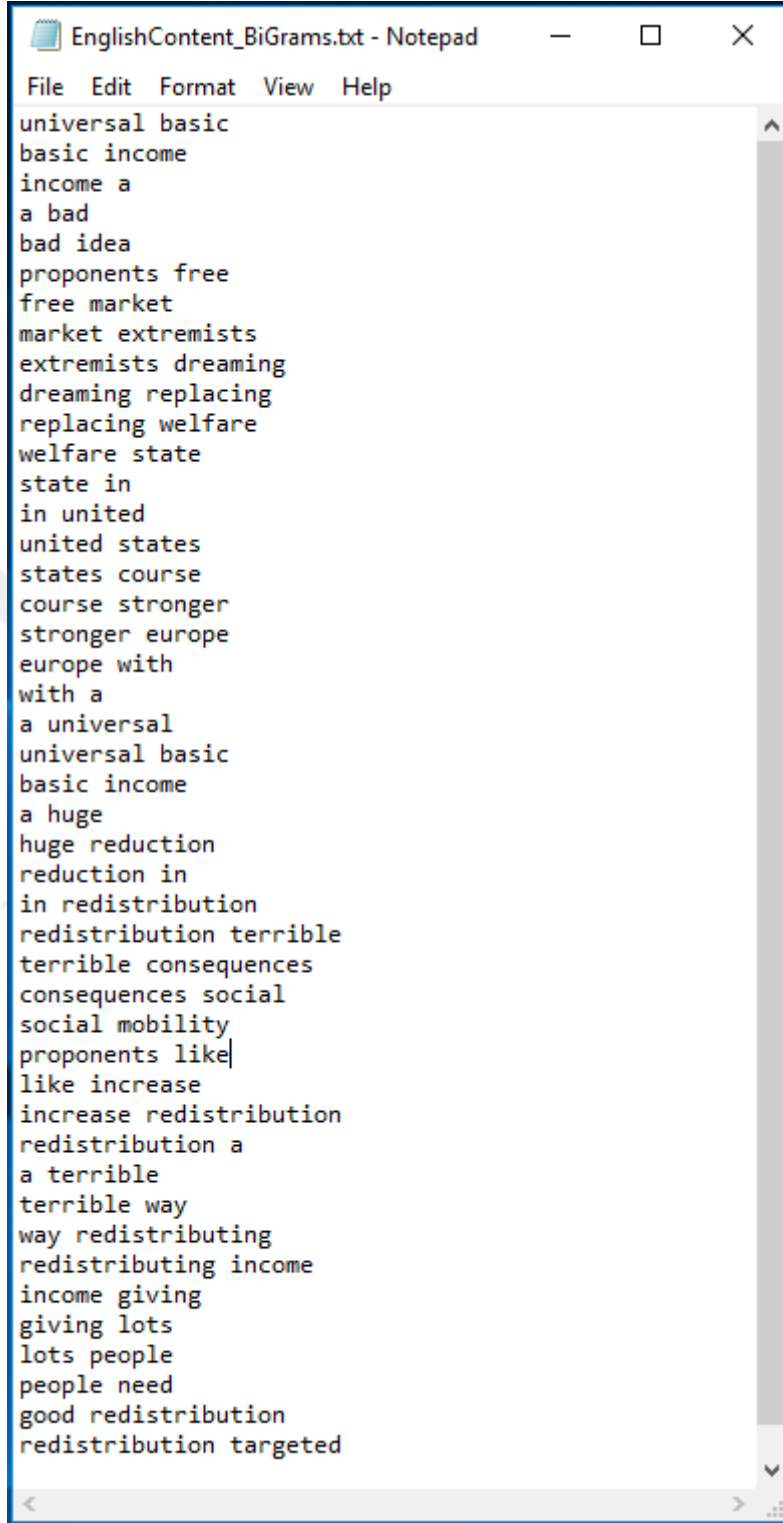 EnglishContent_BiGrams.txt - Notepad
File Edit Format View Help
universal basic
basic income
income a
a bad
bad idea
proponents free
free market
market extremists
extremists dreaming
dreaming replacing
replacing welfare
welfare state
state in
in united
united states
states course
course stronger
stronger europe
europe with
with a
a universal
universal basic
basic income
a huge
huge reduction
reduction in
in redistribution
redistribution terrible
terrible consequences
consequences social
social mobility
proponents like
like increase
increase redistribution
redistribution a
a terrible
terrible way
way redistributing
redistributing income
income giving
giving lots
lots people
people need
good redistribution
redistribution targeted